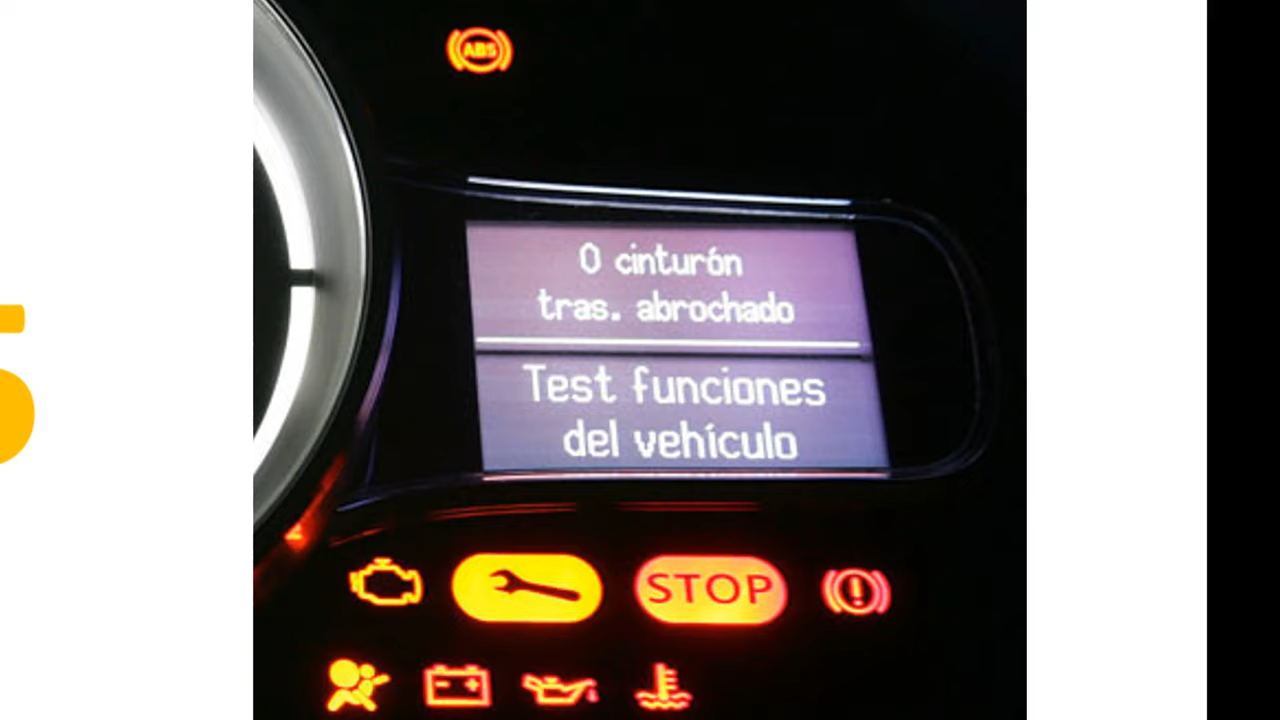 ABS
0 cinturón
tras. abrochado
Test funciones
del vehículo
STOP